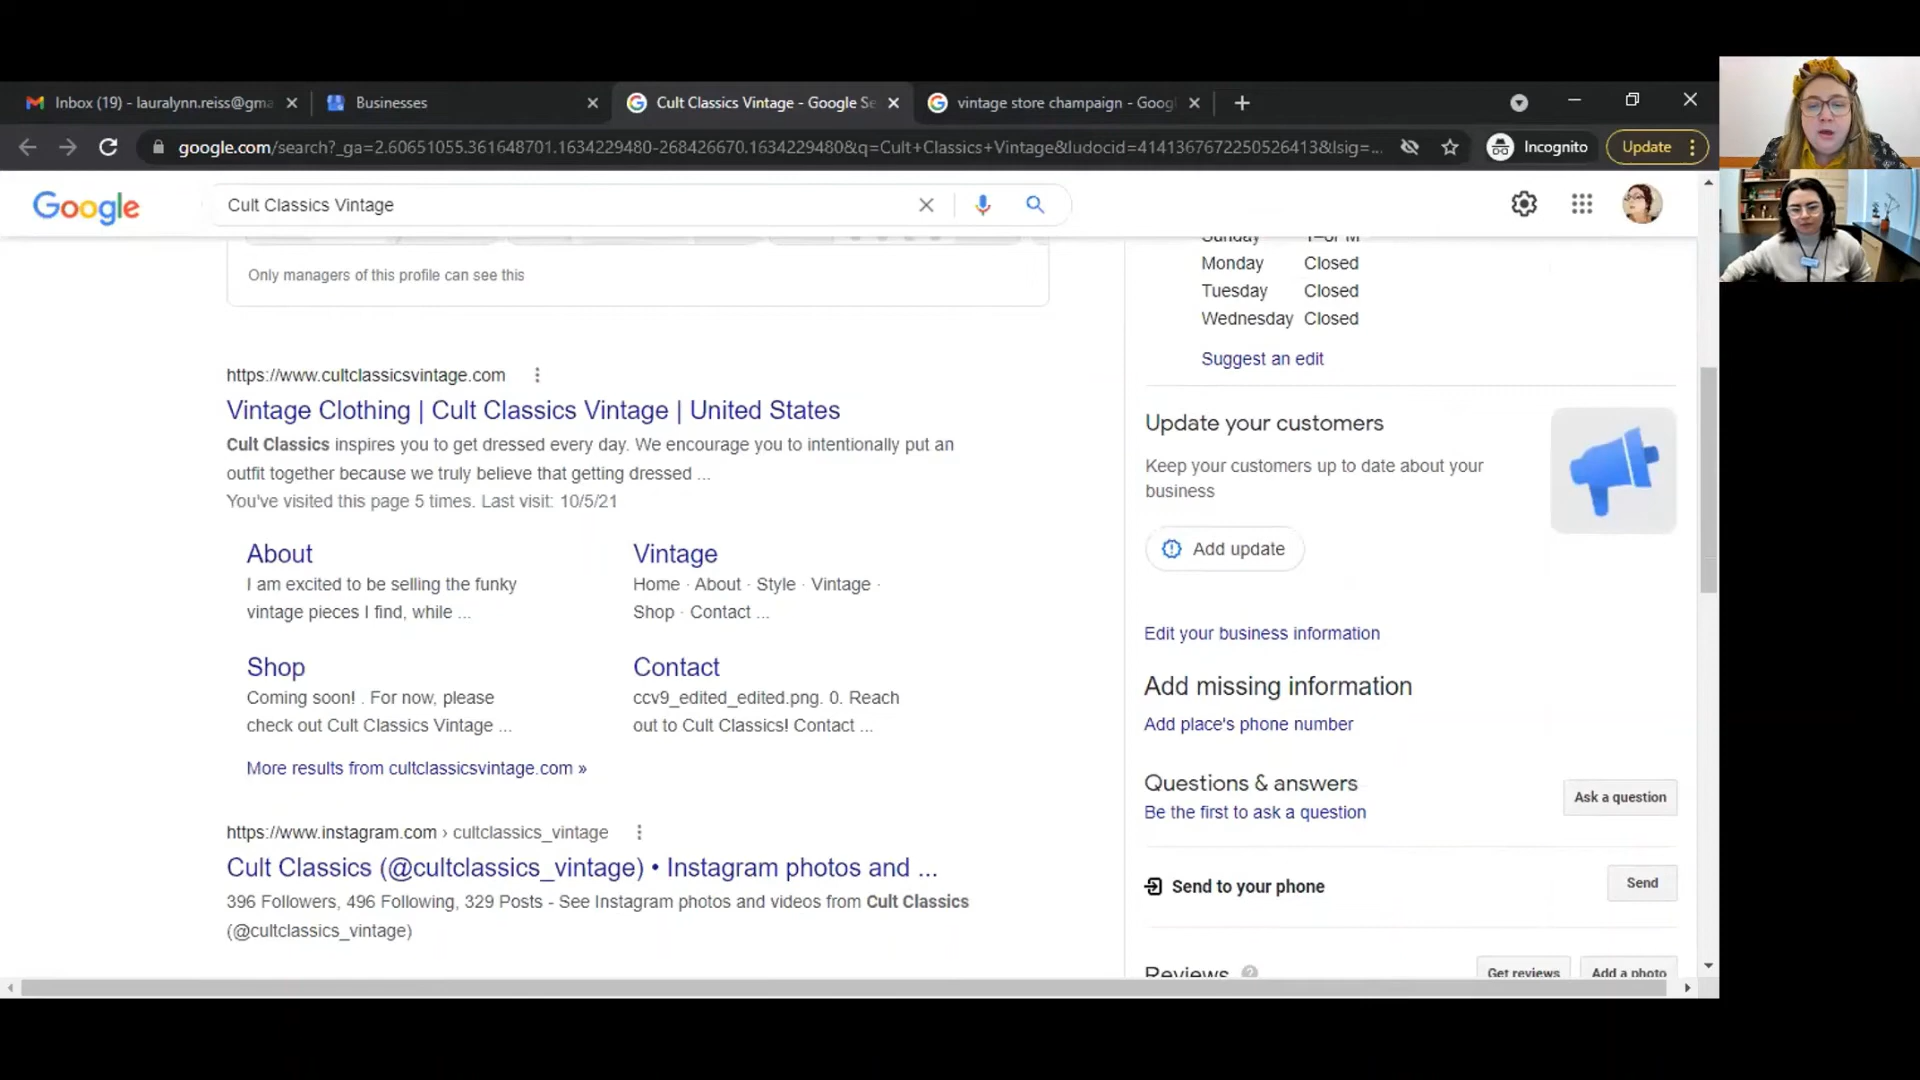 Inbox (19) - lauralynn.reiss@gma
Businesses
Cult Classics Vintage - Google Se
vintage store champaign - Goog
google.com/search?_ga=2.60651055.361648701.1634229480-268426670.1634229480&q=Cult+Classics+Vintage&ludocid=4141367672250526413&lsig=...
Incognito
Update
Google
Cult Classics Vintage
Only managers of this profile can see this
https://www.cultclassicsvintage.com
Vintage Clothing | Cult Classics Vintage | United States
Cult Classics inspires you to get dressed every day. We encourage you to intentionally put an
outfit together because we truly believe that getting dressed ...
You've visited this page 5 times. Last visit: 10/5/21
About
I am excited to be selling the funky
vintage pieces I find, while ...
Vintage
Home · About · Style · Vintage ·
Shop · Contact ...
Shop
Coming soon! . For now, please
check out Cult Classics Vintage ...
Contact
ccv9_edited_edited.png. 0. Reach
out to Cult Classics! Contact ...
More results from cultclassicsvintage.com »
https://www.instagram.com › cultclassics_vintage
Cult Classics (@cultclassics_vintage) • Instagram photos and ...
396 Followers, 496 Following, 329 Posts - See Instagram photos and videos from Cult Classics
(@cultclassics_vintage)
Sunday
Monday Closed
Tuesday Closed
Wednesday Closed
Suggest an edit
Update your customers
Keep your customers up to date about your
business
Add update
Edit your business information
Add missing information
Add place's phone number
Questions & answers
Be the first to ask a question
Ask a question
Send to your phone
Send
Reviews
Get reviews
Add a photo